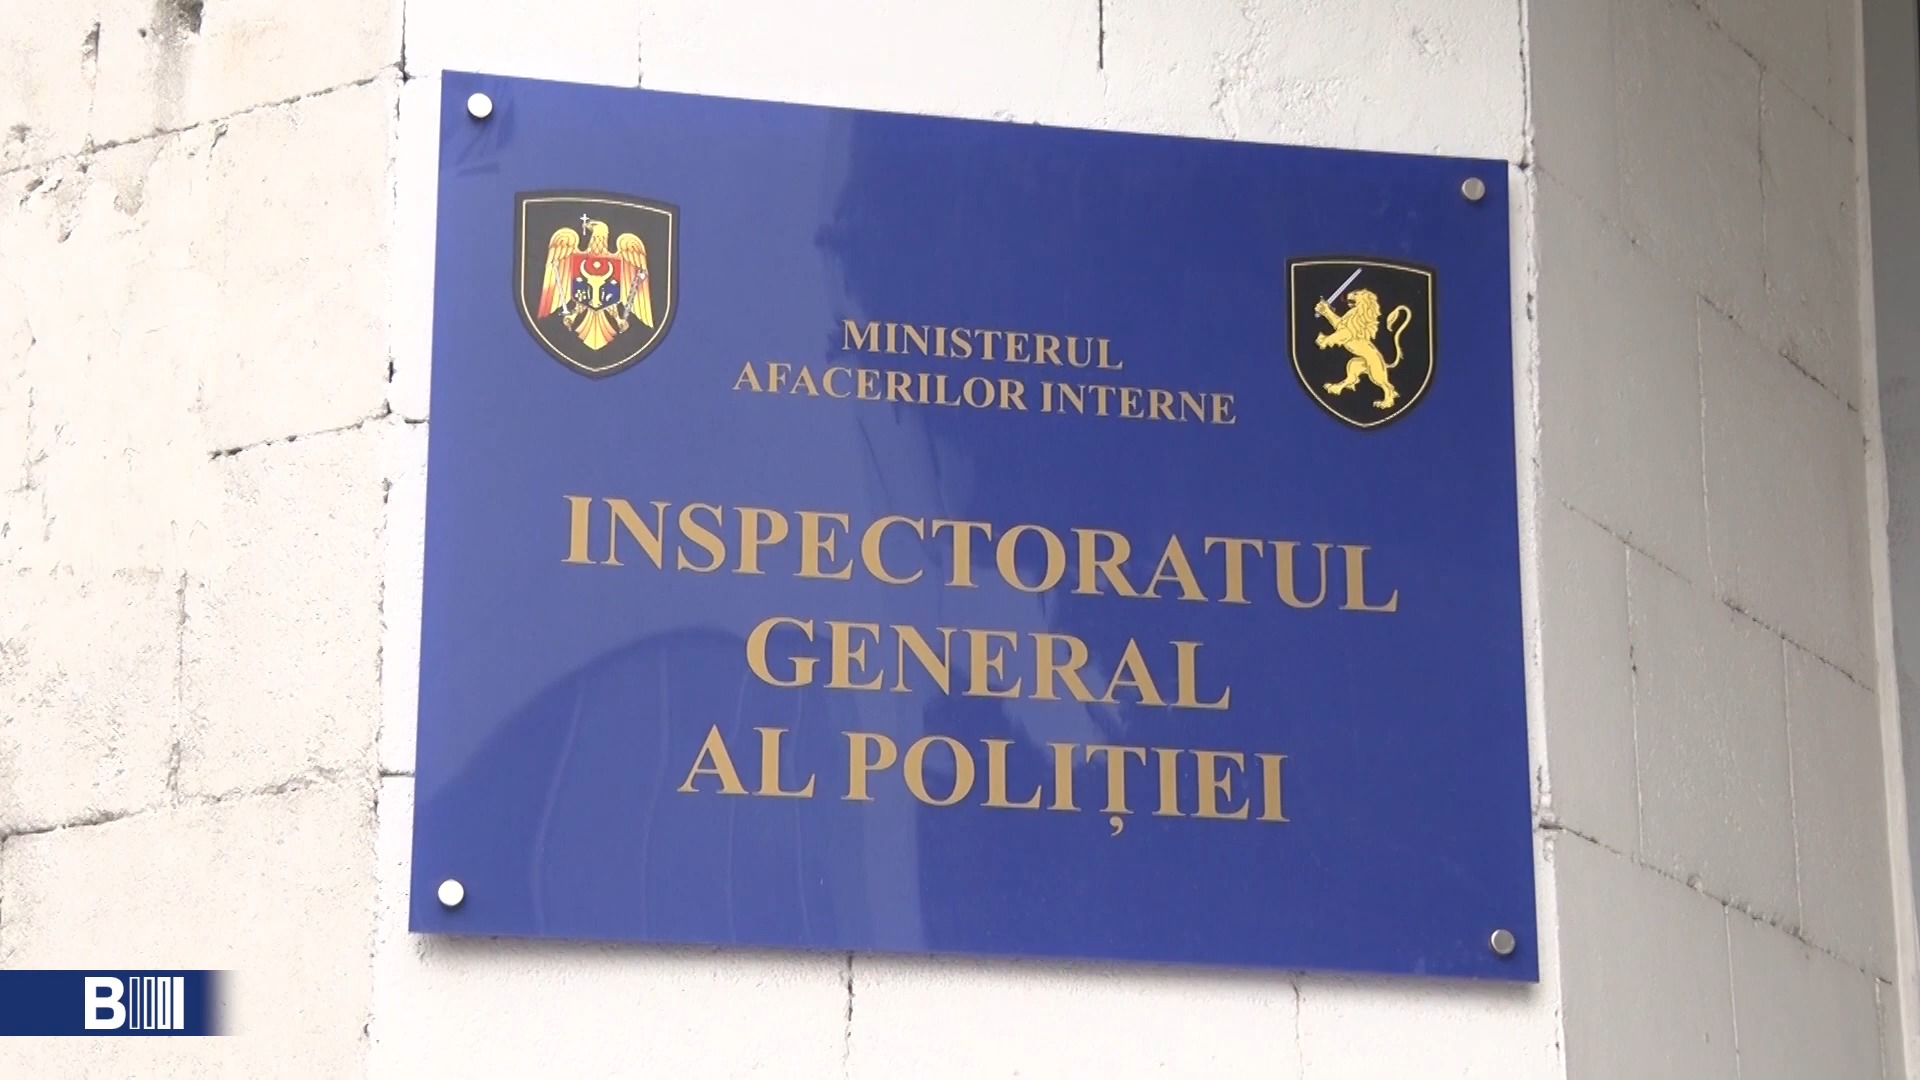 MINISTERUL
AFACERILOR INTERNE
INSPECTORATUL
GENERAL
AL POLIȚIEI
B